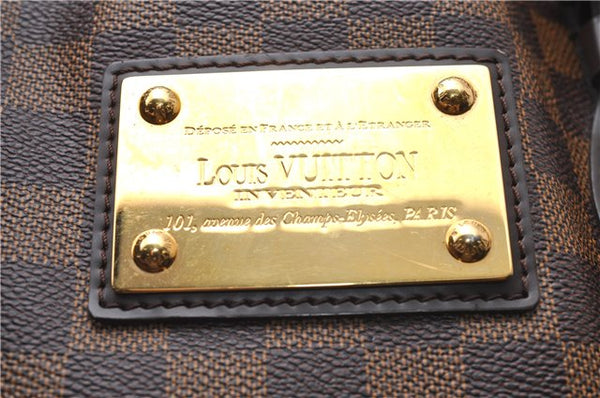 DÉPOSÉ EN FRANCE ET À L'ÉTRANGER
LOUIS VUITTON
INVENTEUR
101, avenue des Champs-Elysées, PARIS